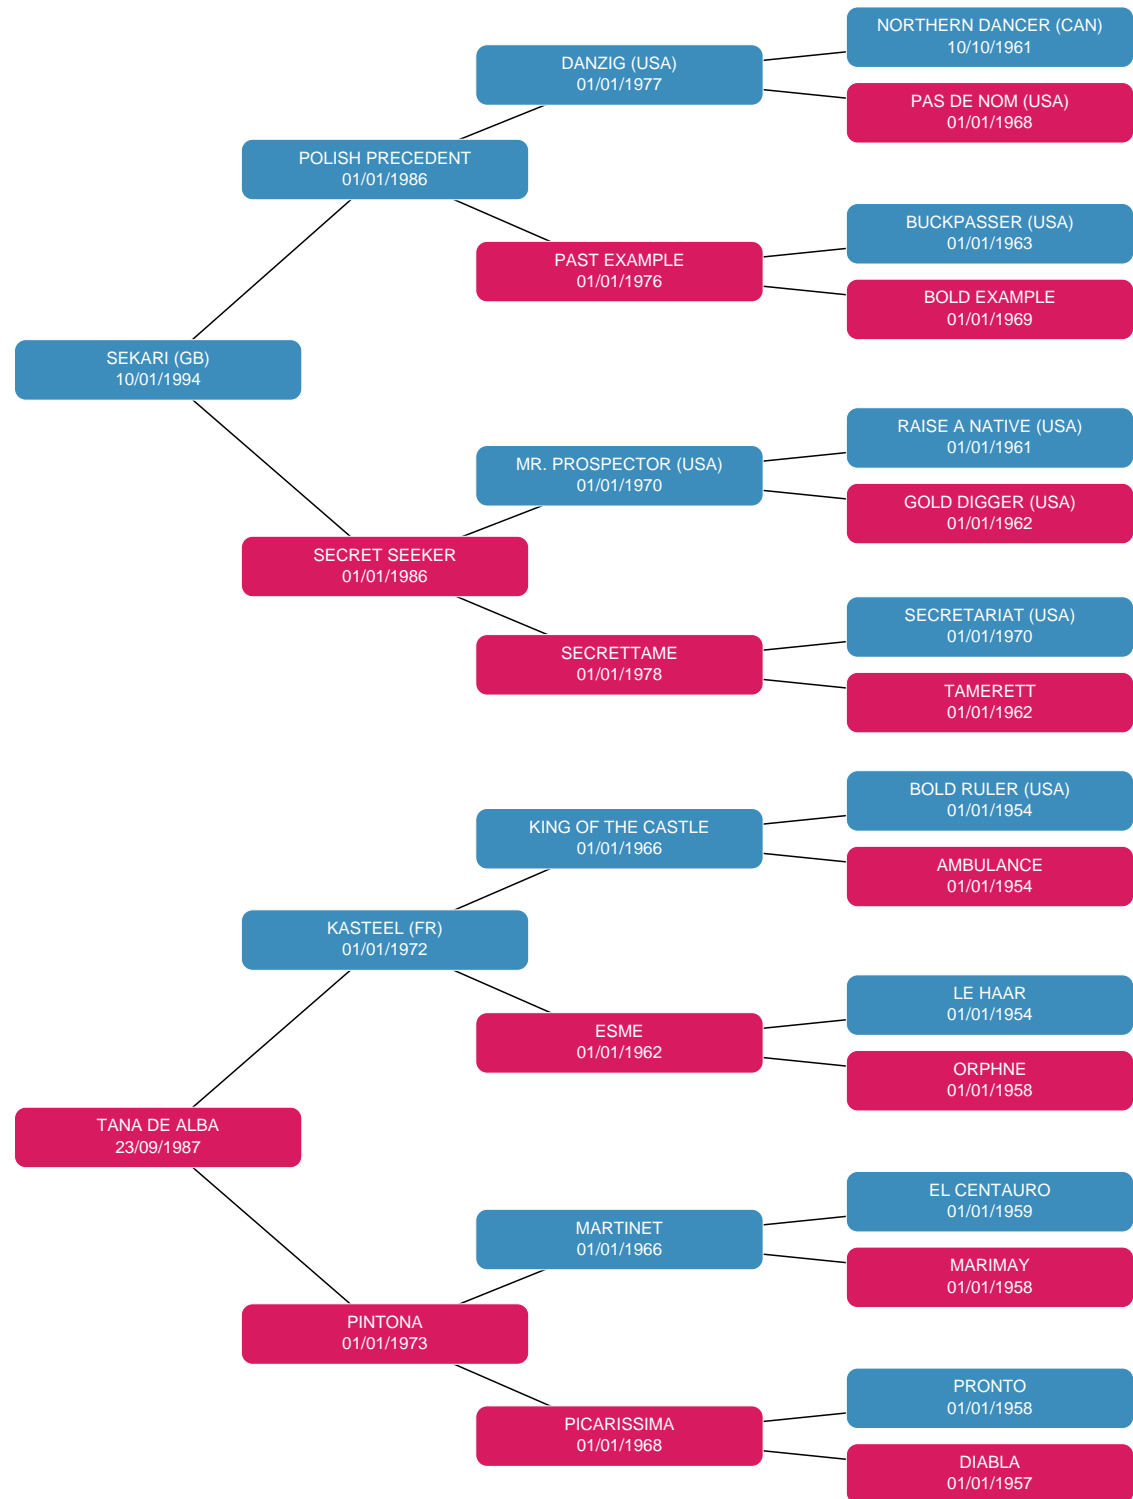 NORTHERN DANCER (CAN)
10/10/1961
DANZIG (USA)
01/01/1977
PAS DE NOM (USA)
01/01/1968
POLISH PRECEDENT
01/01/1986
BUCKPASSER (USA)
01/01/1963
PAST EXAMPLE
01/01/1976
BOLD EXAMPLE
01/01/1969
SEKARI (GB)
10/01/1994
RAISE A NATIVE (USA)
01/01/1961
MR. PROSPECTOR (USA)
01/01/1970
GOLD DIGGER (USA)
01/01/1962
SECRET SEEKER
01/01/1986
SECRETARIAT (USA)
01/01/1970
SECRETTAME
01/01/1978
TAMERETT
01/01/1962
BOLD RULER (USA)
01/01/1954
KING OF THE CASTLE
01/01/1966
AMBULANCE
01/01/1954
KASTEEL (FR)
01/01/1972
LE HAAR
01/01/1954
ESME
01/01/1962
ORPHNE
01/01/1958
TANA DE ALBA
23/09/1987
EL CENTAURO
01/01/1959
MARTINET
01/01/1966
MARIMAY
01/01/1958
PINTONA
01/01/1973
PRONTO
01/01/1958
PICARISSIMA
01/01/1968
DIABLA
01/01/1957